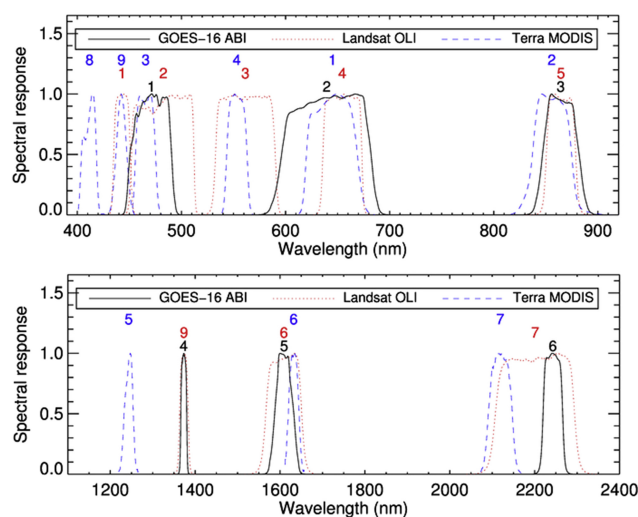 GOES-16 ABI Landsat OLI Terra MODIS
8 9 3 4 1 2
1 2 3 4 5
1 2 3
1.5
1.0
0.5
0.0
Spectral response
400 500 600 700 800 900
Wavelength (nm)
GOES-16 ABI Landsat OLI Terra MODIS
5 6 7
9 6 7
4 5 6
1.5
1.0
0.5
0.0
Spectral response
1200 1400 1600 1800 2000 2200 2400
Wavelength (nm)